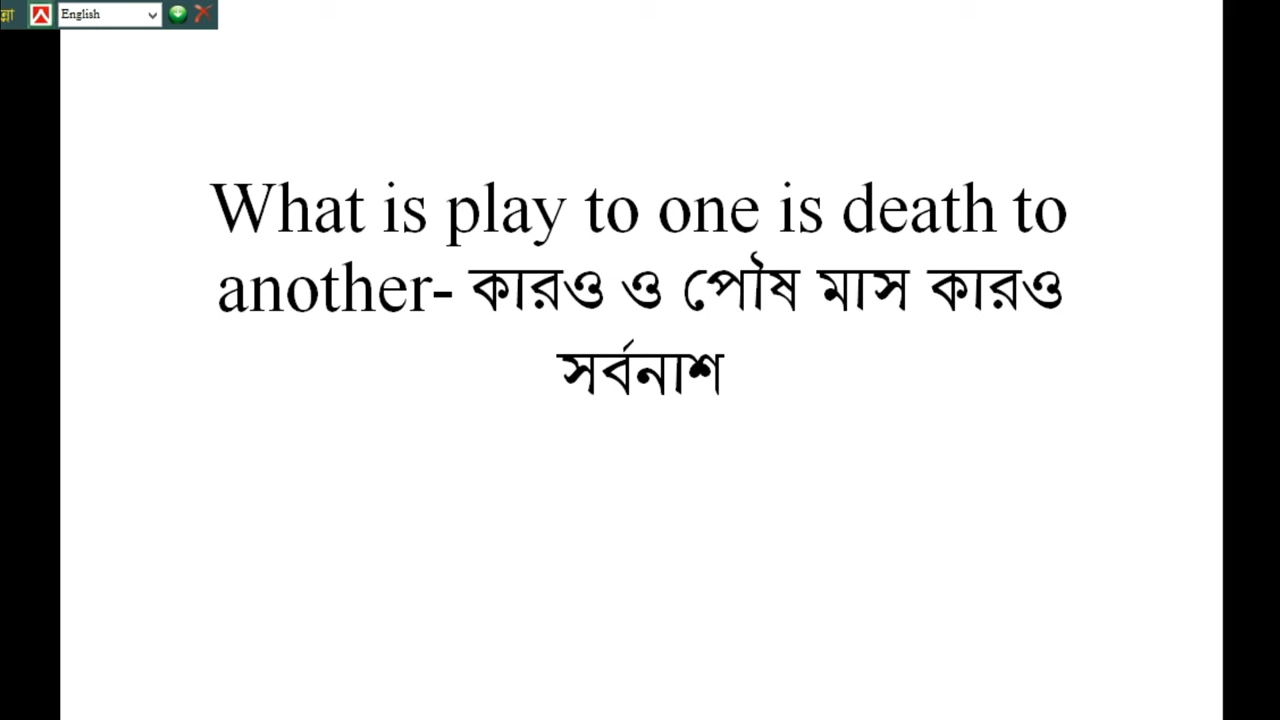 English
What is play to one is death to
another- কারও ও পৌষ মাস কারও
সর্বনাশ